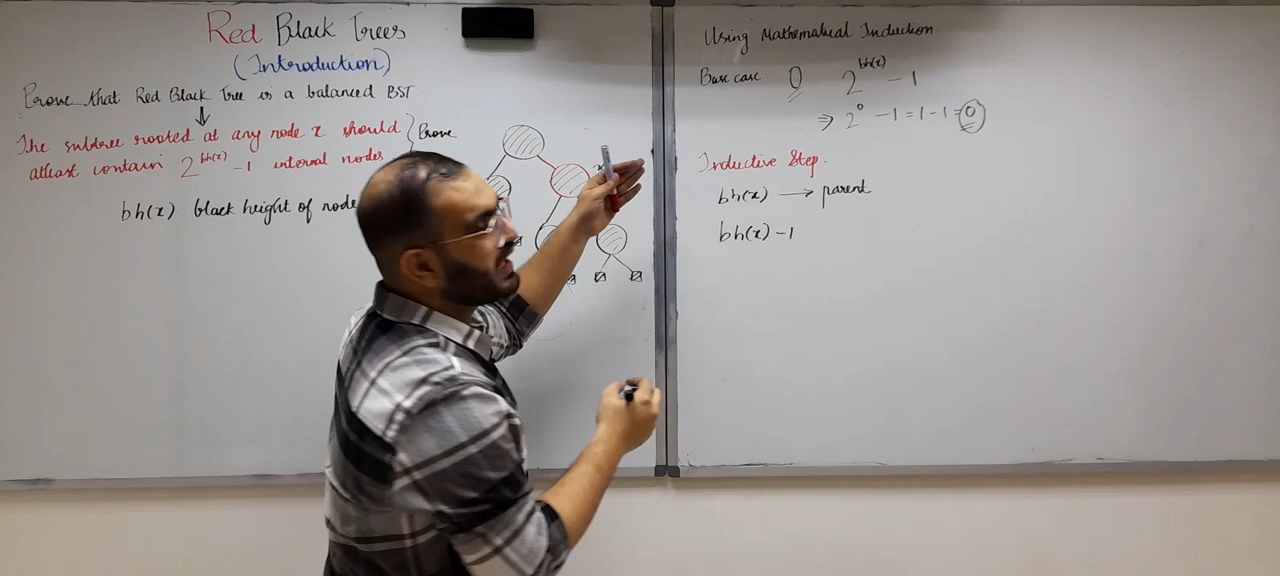 Red Black Trees
(Introduction)
Prove that Red Black Tree is a balanced BST
The subtree rooted at any node x should
atleast contain 2^bh(x) - 1 internal nodes
Prove
bh(x) black height of node
x
Using Mathematical Induction
Base case 0 2^bh(x) - 1
⇒ 2^0 - 1 = 1 - 1 = 0
Inductive Step:
bh(x) → parent
bh(x) - 1